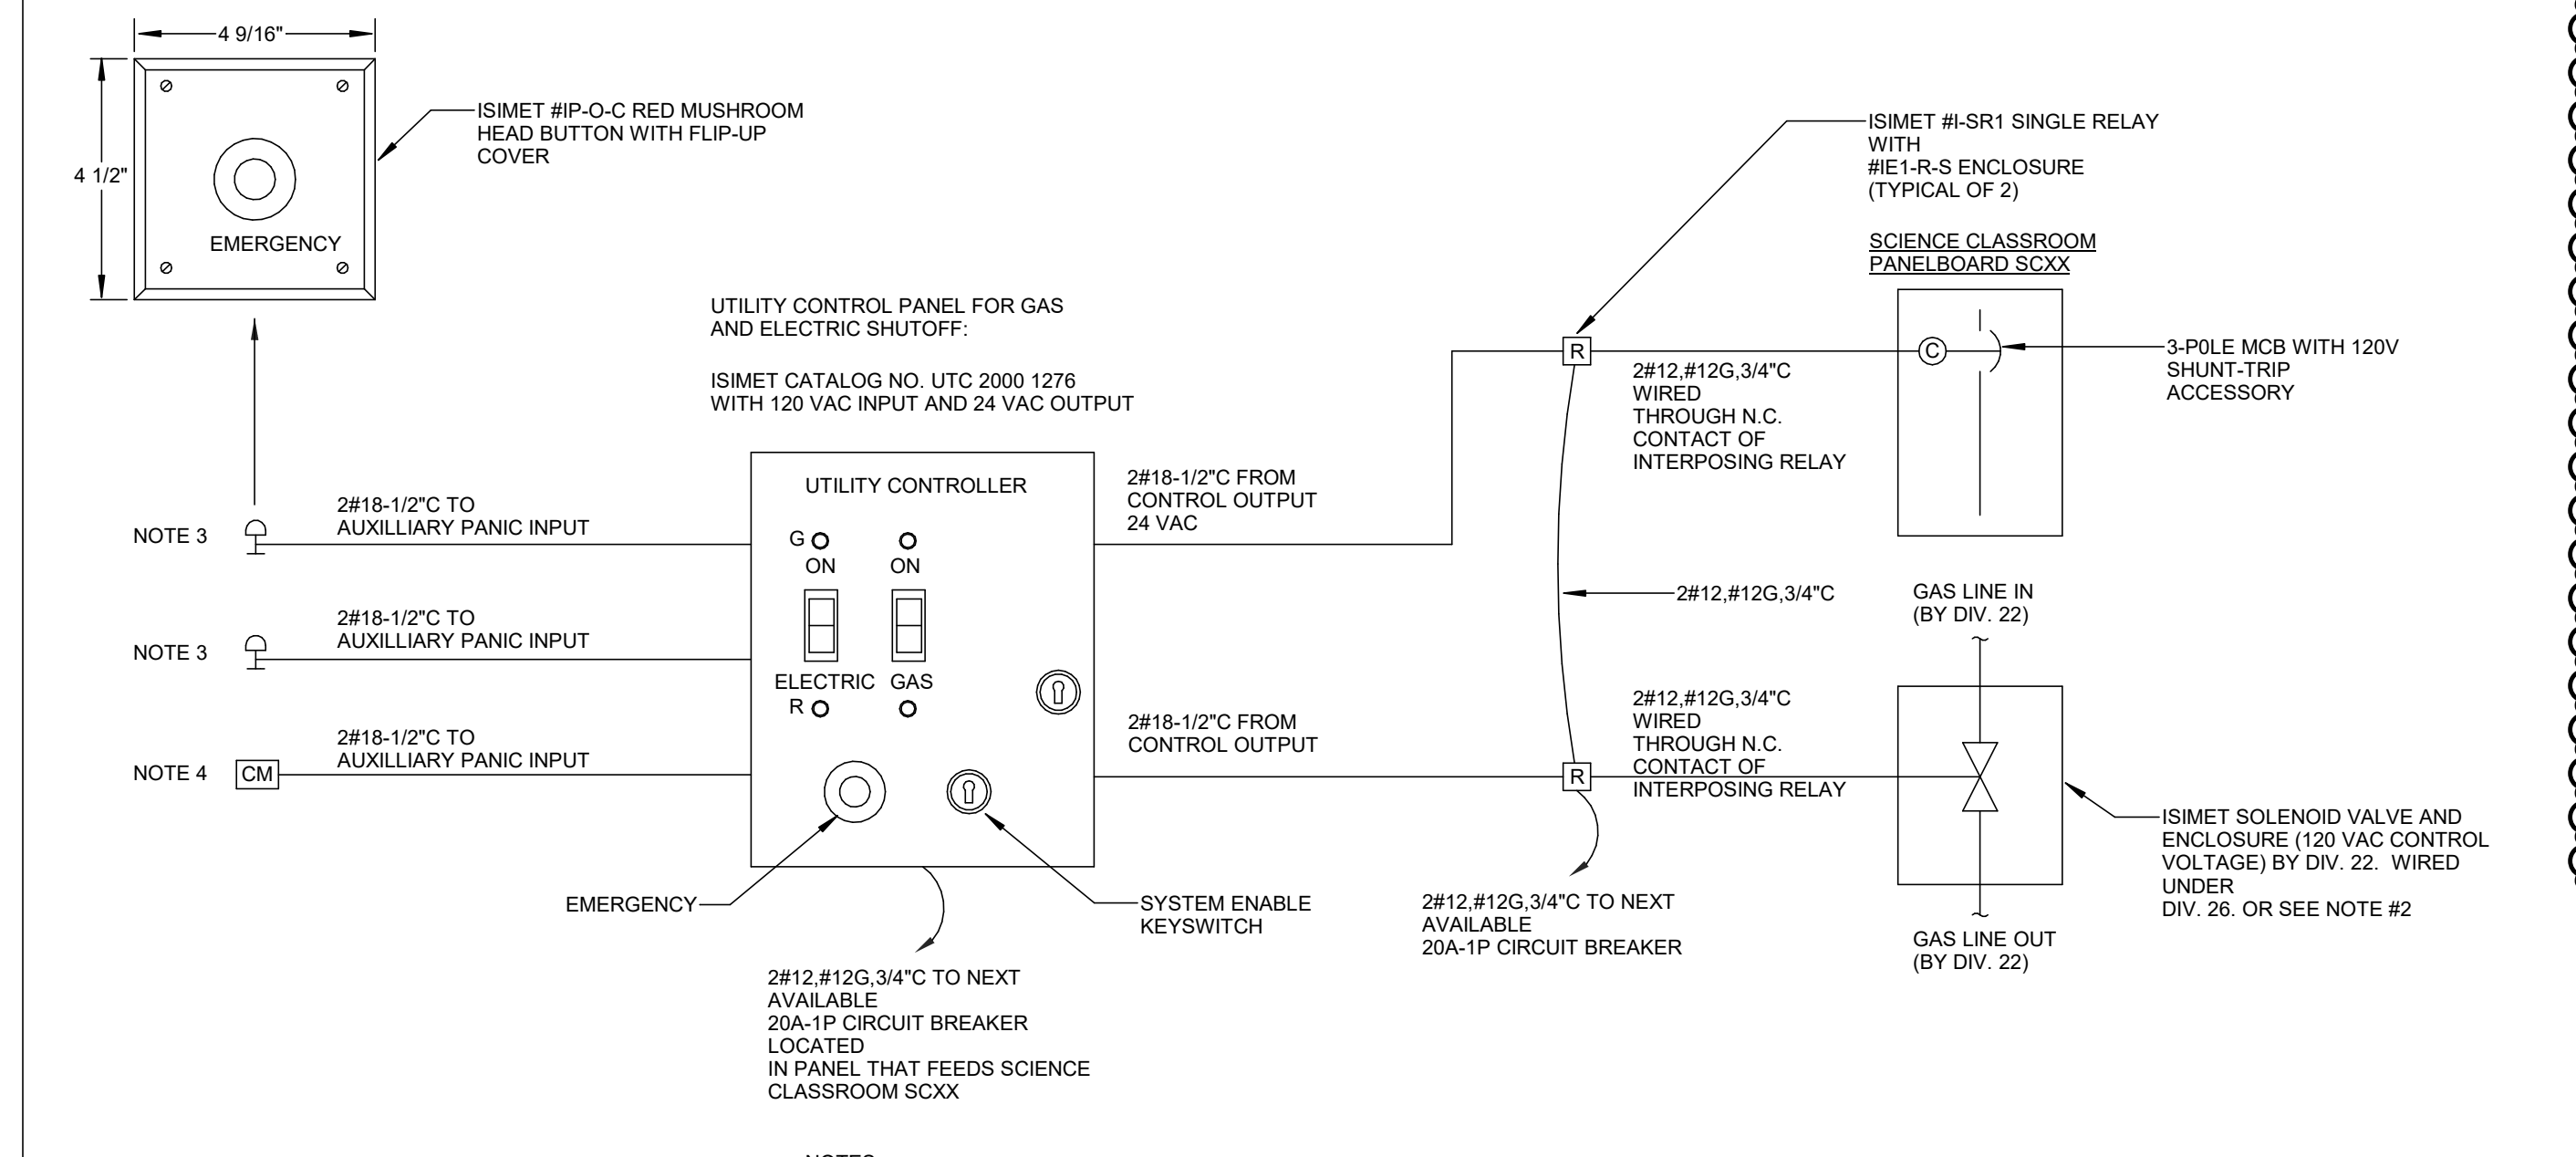 4 9/16"
4 1/2"
EMERGENCY
ISIMET #IP-O-C RED MUSHROOM
HEAD BUTTON WITH FLIP-UP
COVER
UTILITY CONTROL PANEL FOR GAS
AND ELECTRIC SHUTOFF:
ISIMET CATALOG NO. UTC 2000 1276
WITH 120 VAC INPUT AND 24 VAC OUTPUT
ISIMET #I-SR1 SINGLE RELAY
WITH
#IE1-R-S ENCLOSURE
(TYPICAL OF 2)
SCIENCE CLASSROOM
PANELBOARD SCXX
R
C
3-P0LE MCB WITH 120V
SHUNT-TRIP
ACCESSORY
2#12,#12G,3/4"C
WIRED
THROUGH N.C.
CONTACT OF
INTERPOSING RELAY
NOTE 3
2#18-1/2"C TO
AUXILLIARY PANIC INPUT
NOTE 3
2#18-1/2"C TO
AUXILLIARY PANIC INPUT
NOTE 4
CM
2#18-1/2"C TO
AUXILLIARY PANIC INPUT
UTILITY CONTROLLER
G
ON
ON
ELECTRIC
GAS
R
2#18-1/2"C FROM
CONTROL OUTPUT
24 VAC
2#18-1/2"C FROM
CONTROL OUTPUT
2#12,#12G,3/4"C
GAS LINE IN
(BY DIV. 22)
R
2#12,#12G,3/4"C
WIRED
THROUGH N.C.
CONTACT OF
INTERPOSING RELAY
ISIMET SOLENOID VALVE AND
ENCLOSURE (120 VAC CONTROL
VOLTAGE) BY DIV. 22. WIRED
UNDER
DIV. 26. OR SEE NOTE #2
GAS LINE OUT
(BY DIV. 22)
EMERGENCY
SYSTEM ENABLE
KEYSWITCH
2#12,#12G,3/4"C TO NEXT
AVAILABLE
20A-1P CIRCUIT BREAKER
2#12,#12G,3/4"C TO NEXT
AVAILABLE
20A-1P CIRCUIT BREAKER
LOCATED
IN PANEL THAT FEEDS SCIENCE
CLASSROOM SCXX